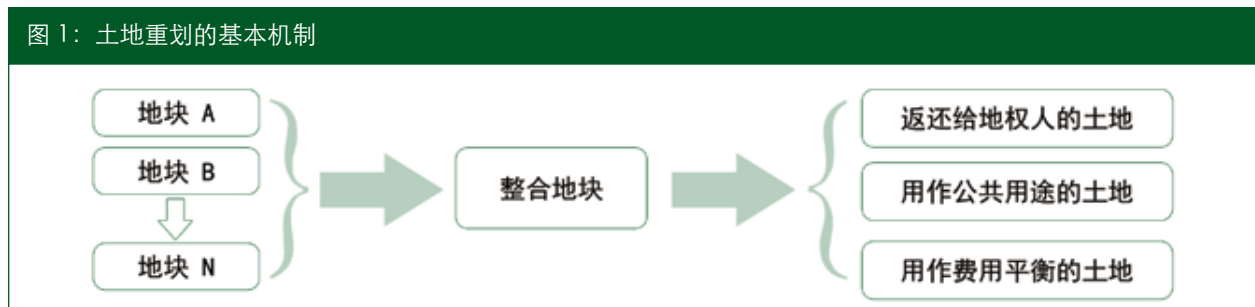 图 1：土地重划的基本机制
地块 A
地块 B
地块 N
整合地块
返还给地权人的土地
用作公共用途的土地
用作费用平衡的土地